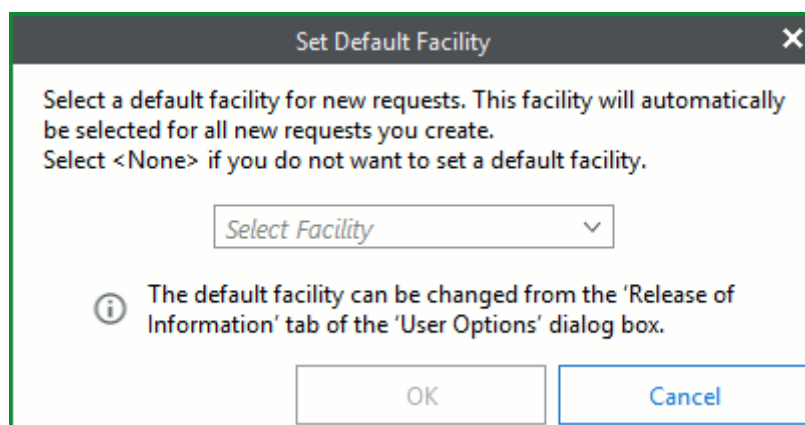 Set Default Facility
Select a default facility for new requests. This facility will automatically
be selected for all new requests you create.
Select <None> if you do not want to set a default facility.
Select Facility
The default facility can be changed from the ‘Release of
Information’ tab of the ‘User Options’ dialog box.
OK
Cancel